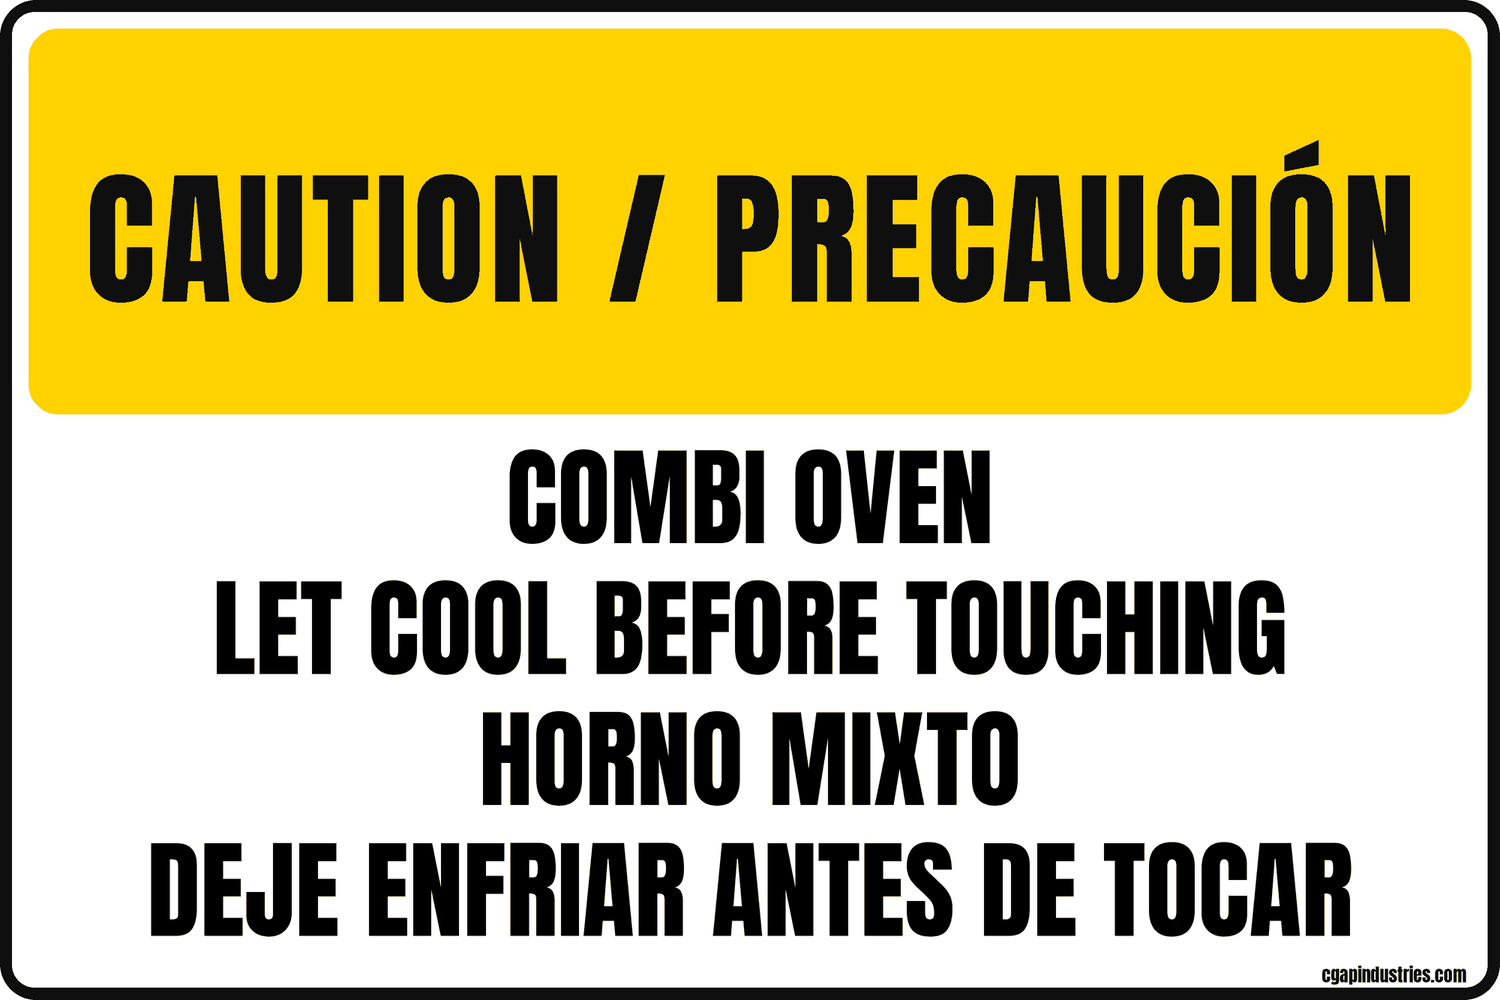 CAUTION / PRECAUCIÓN
COMBI OVEN
LET COOL BEFORE TOUCHING
HORNO MIXTO
DEJE ENFRIAR ANTES DE TOCAR
cgapindustries.com